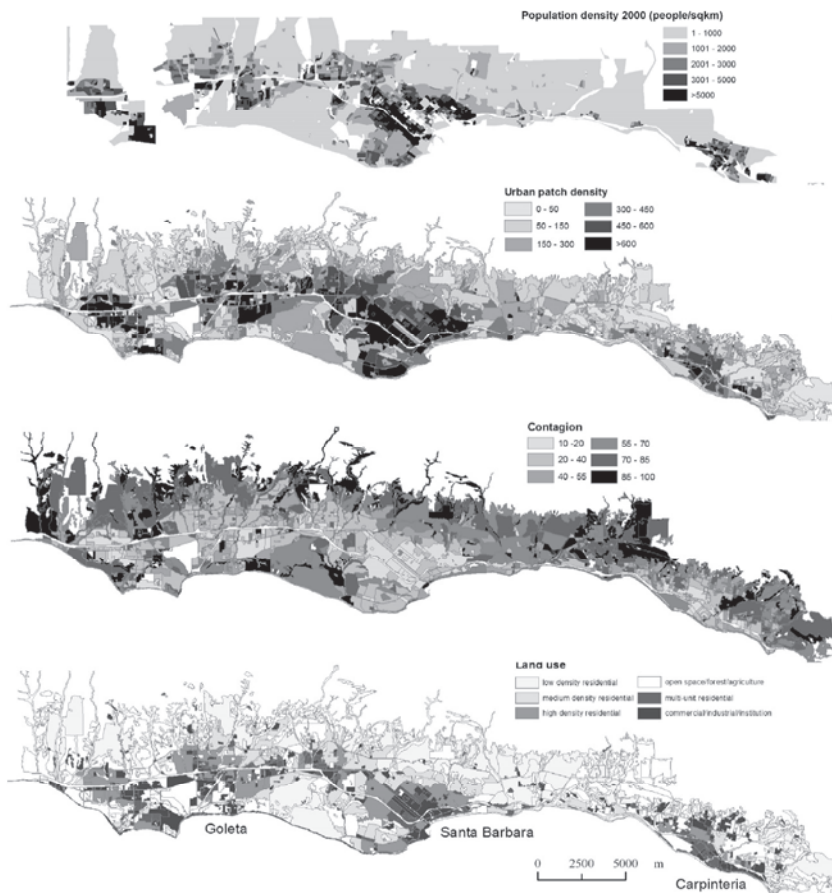 Population density 2000 (people/sqkm)
1 - 1000
1001 - 2000
2001 - 3000
3001 - 5000
>5000
Urban patch density
0 - 50
300 - 450
50 - 150
450 - 600
150 - 300
>600
Contagion
10 -20
55 - 70
20 - 40
70 - 85
40 - 55
85 - 100
Land use
low density residential
open space/forest/agriculture
medium density residential
multi-unit residential
high density residential
commercial/industrial/institution
Goleta
Santa Barbara
0 2500 5000 m
Carpinteria